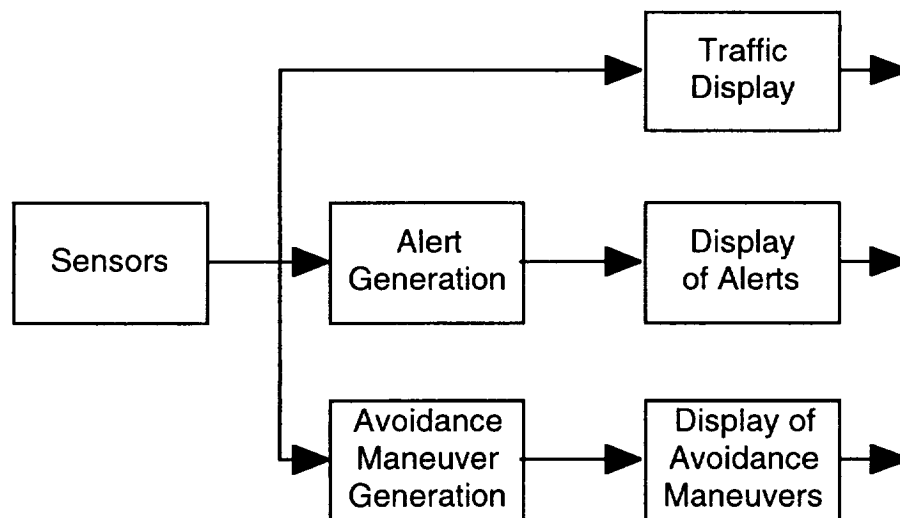 Traffic
Display
Sensors
Alert
Generation
Display
of Alerts
Avoidance
Maneuver
Generation
Display of
Avoidance
Maneuvers